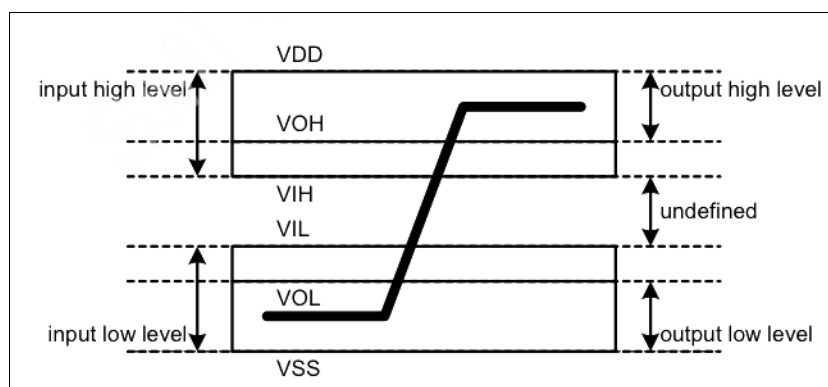 VDD
input high level
output high level
VOH
VIH
undefined
VIL
VOL
input low level
output low level
VSS